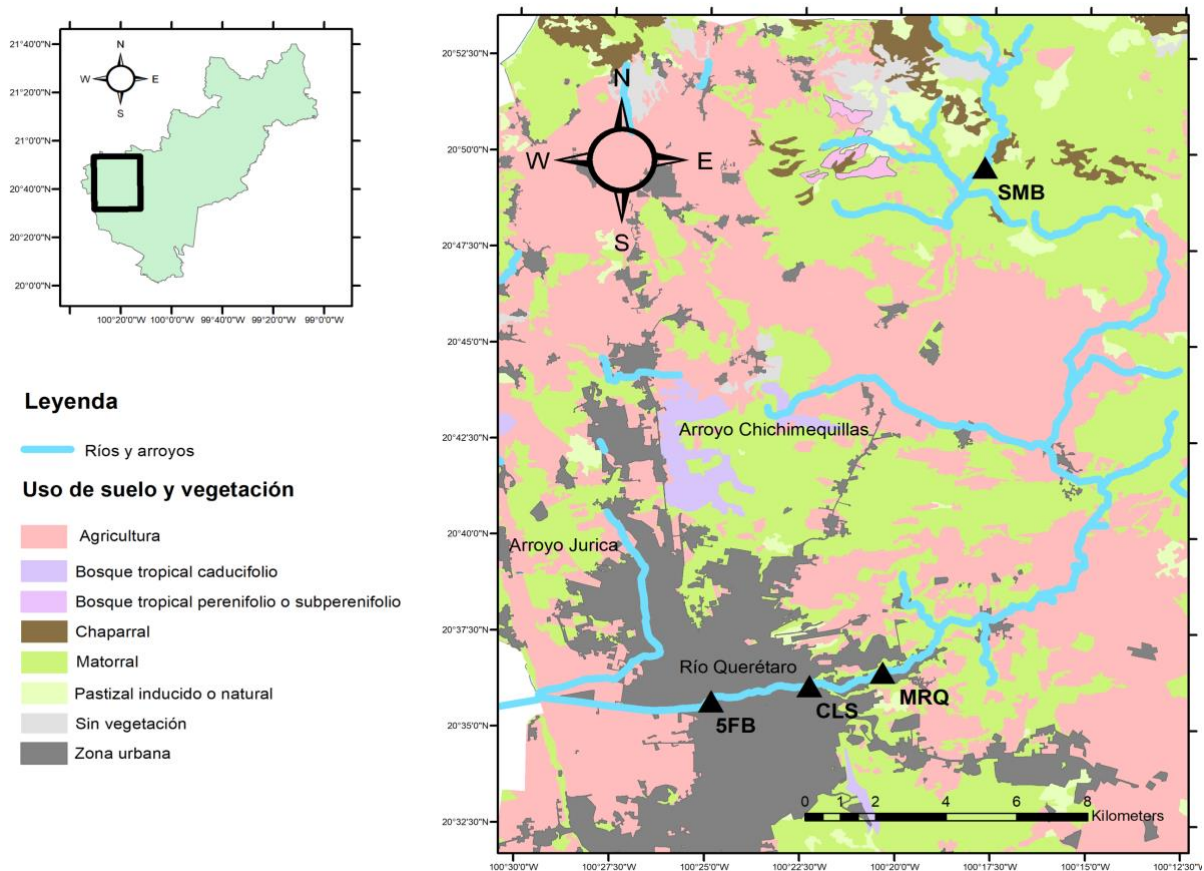 21°40'0"N
21°20'0"N
21°0'0"N
20°40'0"N
20°20'0"N
20°0'0"N
N
W
E
S
100°20'0"W 100°0'0"W 99°40'0"W 99°20'0"W 99°0'0"W
Leyenda
Ríos y arroyos
Uso de suelo y vegetación
Agricultura
Bosque tropical caducifolio
Bosque tropical perenifolio o subperenifolio
Chaparral
Matorral
Pastizal inducido o natural
Sin vegetación
Zona urbana
20°52'30"N
20°50'0"N
20°47'30"N
20°45'0"N
20°42'30"N
20°40'0"N
20°37'30"N
20°35'0"N
20°32'30"N
N
W
E
S
SMB
Arroyo Chichimequillas
Arroyo Jurica
Río Querétaro
MRQ
CLS
5FB
0 1 2 4 6 8
Kilometers
100°30'0"W 100°27'30"W 100°25'0"W 100°22'30"W 100°20'0"W 100°17'30"W 100°15'0"W 100°12'30"W